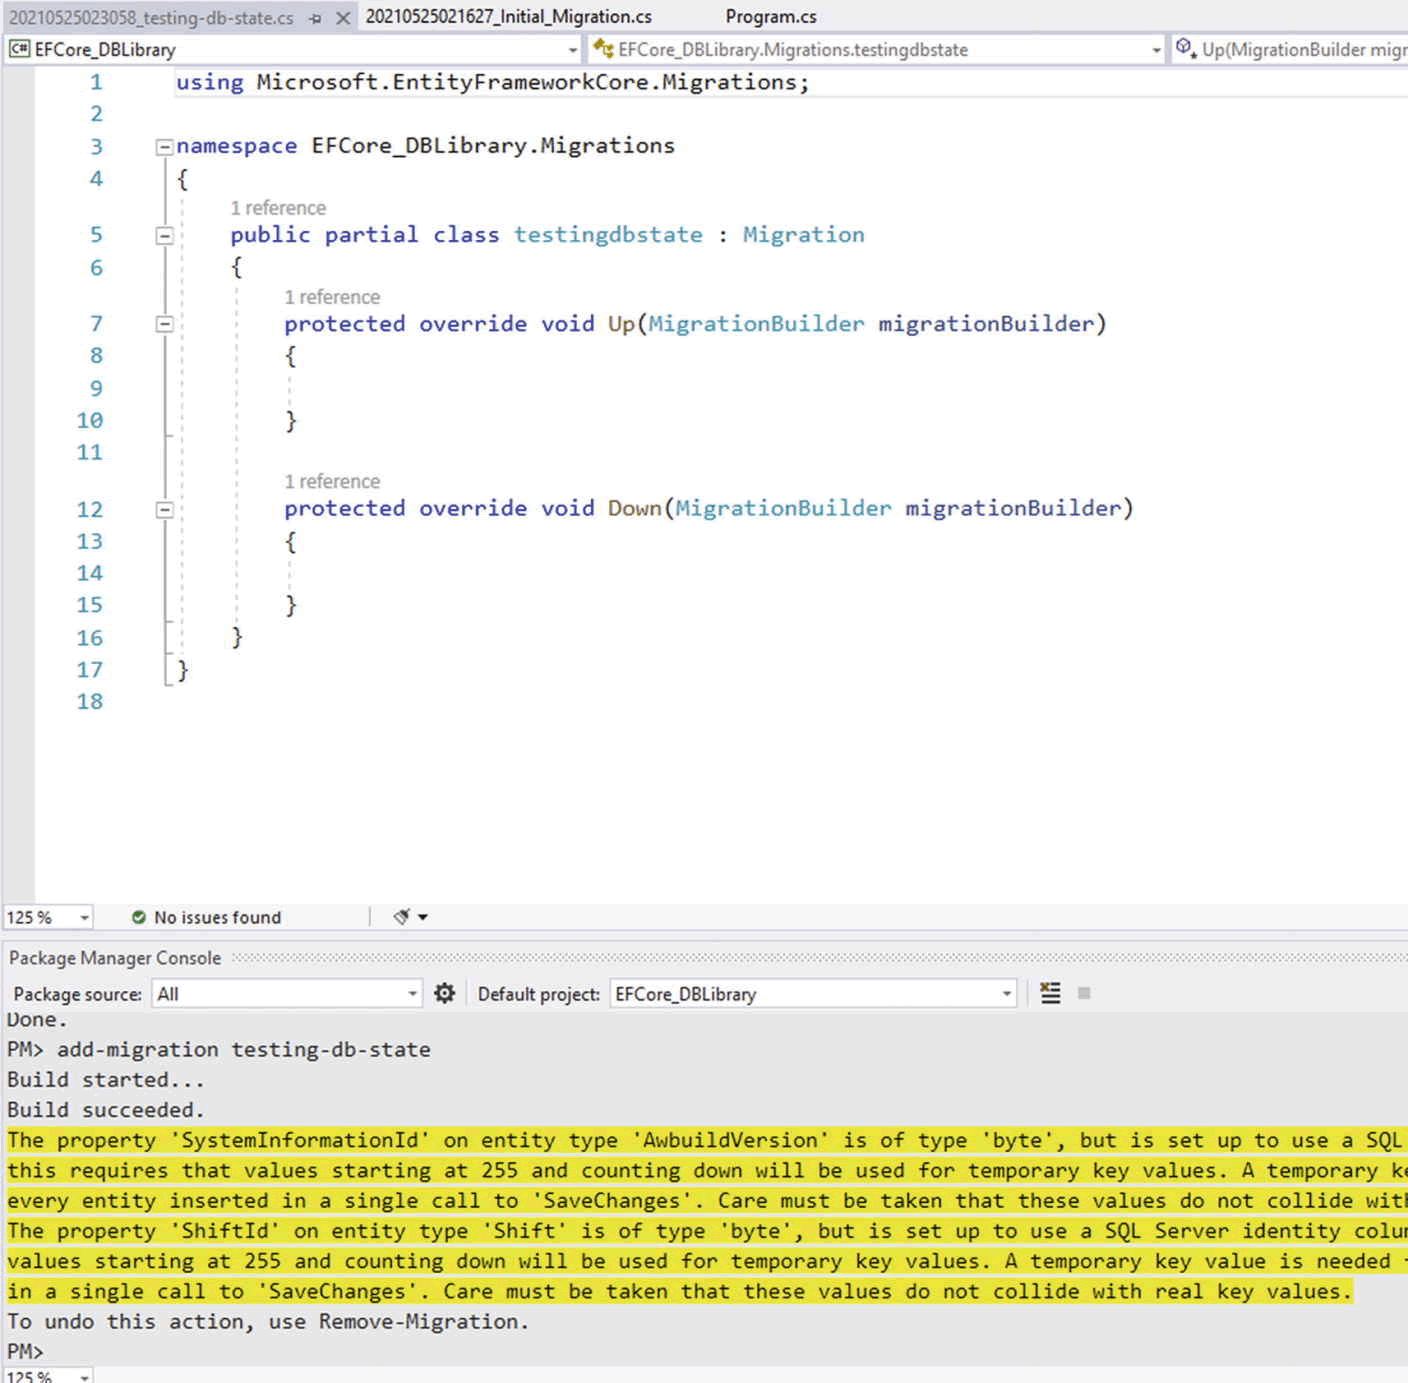 20210525023058_testing-db-state.cs 20210525021627_Initial_Migration.cs Program.cs
C# EFCore_DBLibrary EFCore_DBLibrary.Migrations.testingdbstate Up(MigrationBuilder migr
1 using Microsoft.EntityFrameworkCore.Migrations;
2
3 namespace EFCore_DBLibrary.Migrations
4 {
1 reference
5 public partial class testingdbstate : Migration
6 {
1 reference
7 protected override void Up(MigrationBuilder migrationBuilder)
8 {
9
10 }
11
1 reference
12 protected override void Down(MigrationBuilder migrationBuilder)
13 {
14
15 }
16 }
17 }
18
125 % No issues found
Package Manager Console
Package source: All Default project: EFCore_DBLibrary
Done.
PM> add-migration testing-db-state
Build started...
Build succeeded.
The property 'SystemInformationId' on entity type 'AwbuildVersion' is of type 'byte', but is set up to use a SQL
this requires that values starting at 255 and counting down will be used for temporary key values. A temporary ke
every entity inserted in a single call to 'SaveChanges'. Care must be taken that these values do not collide with
The property 'ShiftId' on entity type 'Shift' is of type 'byte', but is set up to use a SQL Server identity colum
values starting at 255 and counting down will be used for temporary key values. A temporary key value is needed
in a single call to 'SaveChanges'. Care must be taken that these values do not collide with real key values.
To undo this action, use Remove-Migration.
PM>
125 %